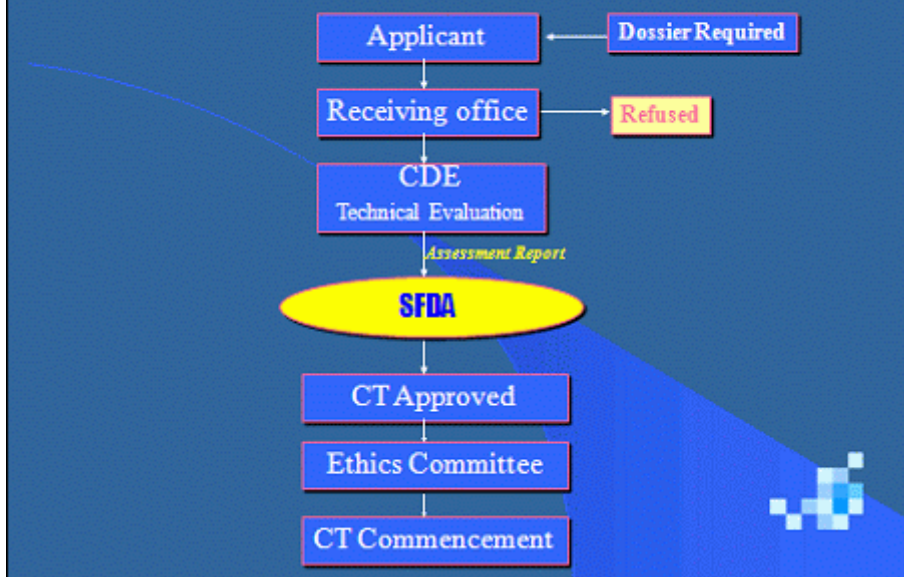 Applicant
Dossier Required
Receiving office
Refused
CDE
Technical Evaluation
Assessment Report
SFDA
CT Approved
Ethics Committee
CT Commencement